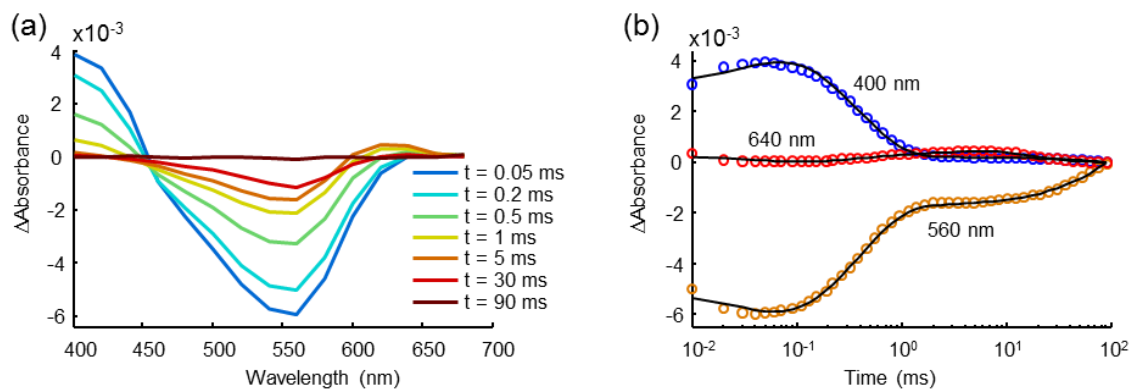 (a)
x10-3
4
2
0
-2
-4
-6
ΔAbsorbance
400 450 500 550 600 650 700
Wavelength (nm)
t = 0.05 ms
t = 0.2 ms
t = 0.5 ms
t = 1 ms
t = 5 ms
t = 30 ms
t = 90 ms
(b)
x10-3
4
2
0
-2
-4
-6
ΔAbsorbance
400 nm
640 nm
560 nm
10-2 10-1 100 101 102
Time (ms)